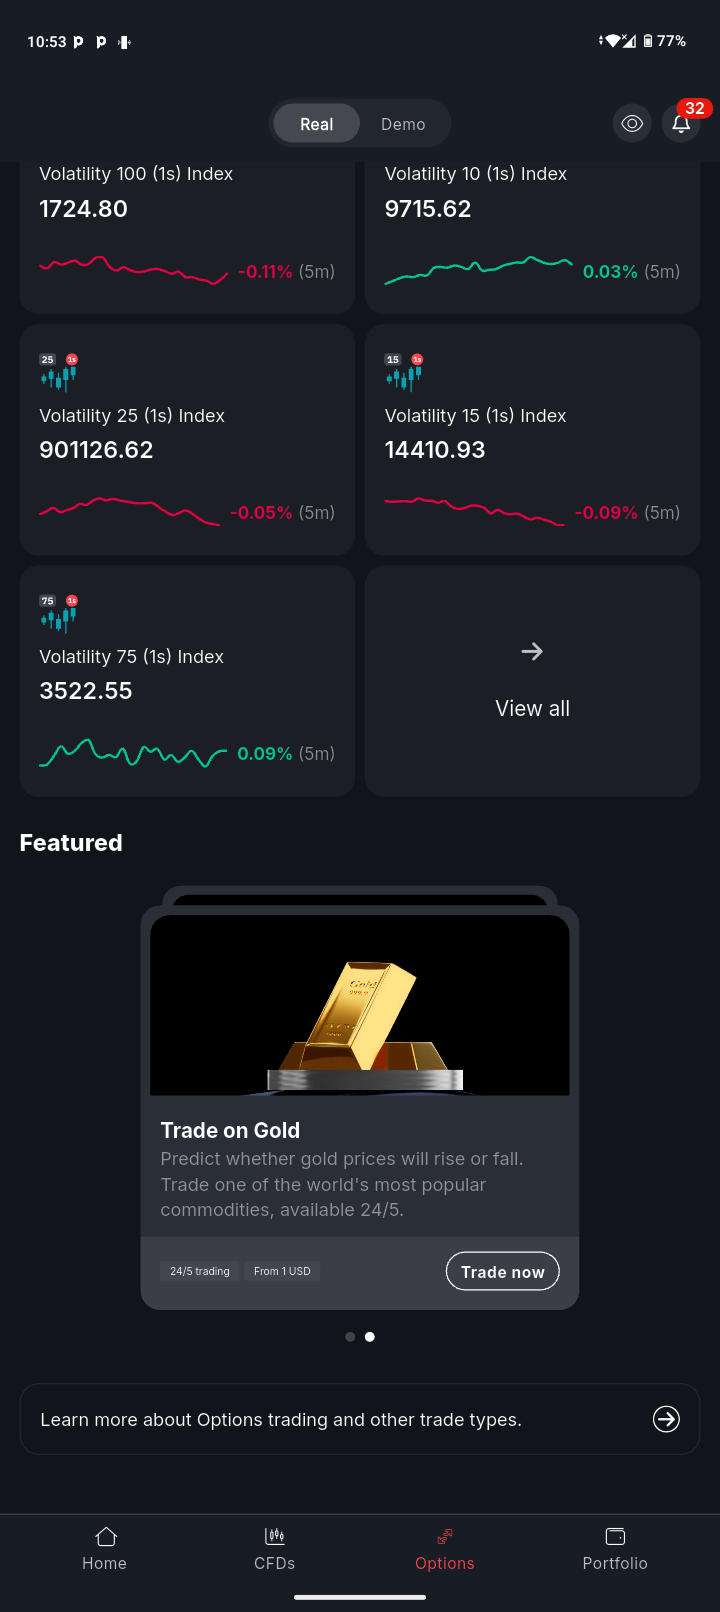 10:53
77%
Real
Demo
32
Volatility 100 (1s) Index
1724.80
-0.11% (5m)
Volatility 10 (1s) Index
9715.62
0.03% (5m)
25 1s
Volatility 25 (1s) Index
901126.62
-0.05% (5m)
15 1s
Volatility 15 (1s) Index
14410.93
-0.09% (5m)
75 1s
Volatility 75 (1s) Index
3522.55
0.09% (5m)
View all
Featured
Gold
999.9
Trade on Gold
Predict whether gold prices will rise or fall.
Trade one of the world's most popular
commodities, available 24/5.
24/5 trading
From 1 USD
Trade now
Learn more about Options trading and other trade types.
Home
CFDs
Options
Portfolio